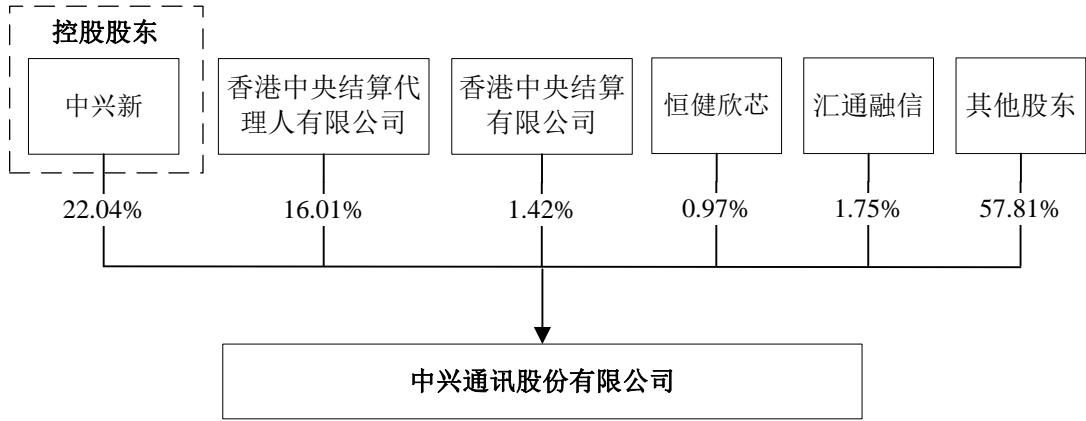 控股股东
中兴新
香港中央结算代
理人有限公司
香港中央结算
有限公司
恒健欣芯
汇通融信
其他股东
22.04%
16.01%
1.42%
0.97%
1.75%
57.81%
中兴通讯股份有限公司